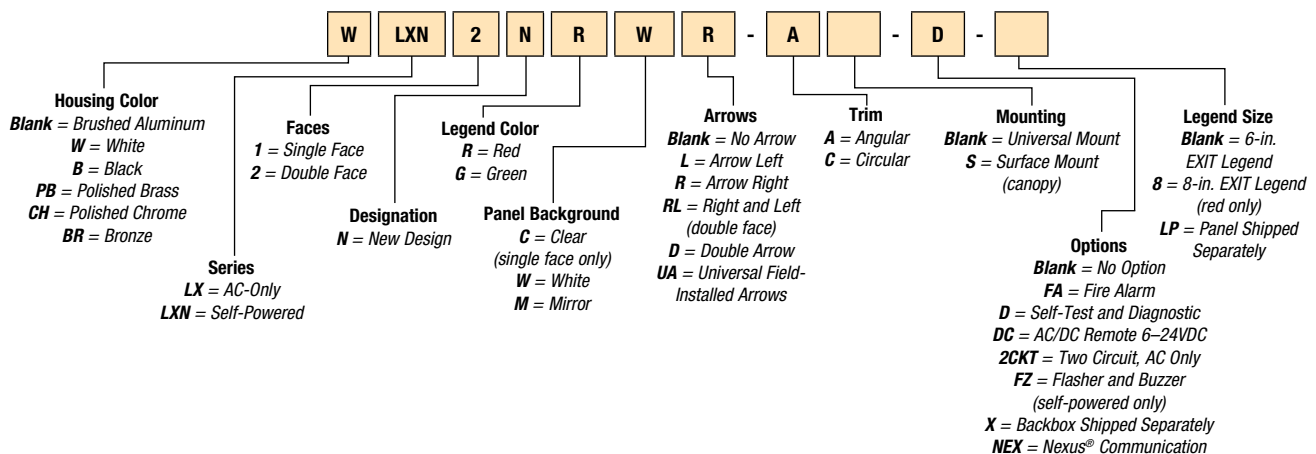 W LXN 2 N R W R - A - D -
Housing Color
Blank = Brushed Aluminum
W = White
B = Black
PB = Polished Brass
CH = Polished Chrome
BR = Bronze
Series
LX = AC-Only
LXN = Self-Powered
Faces
1 = Single Face
2 = Double Face
Designation
N = New Design
Legend Color
R = Red
G = Green
Panel Background
C = Clear
(single face only)
W = White
M = Mirror
Arrows
Blank = No Arrow
L = Arrow Left
R = Arrow Right
RL = Right and Left
(double face)
D = Double Arrow
UA = Universal Field-
Installed Arrows
Trim
A = Angular
C = Circular
Mounting
Blank = Universal Mount
S = Surface Mount
(canopy)
Options
Blank = No Option
FA = Fire Alarm
D = Self-Test and Diagnostic
DC = AC/DC Remote 6–24VDC
2CKT = Two Circuit, AC Only
FZ = Flasher and Buzzer
(self-powered only)
X = Backbox Shipped Separately
NEX = Nexus® Communication
Legend Size
Blank = 6-in.
EXIT Legend
8 = 8-in. EXIT Legend
(red only)
LP = Panel Shipped
Separately